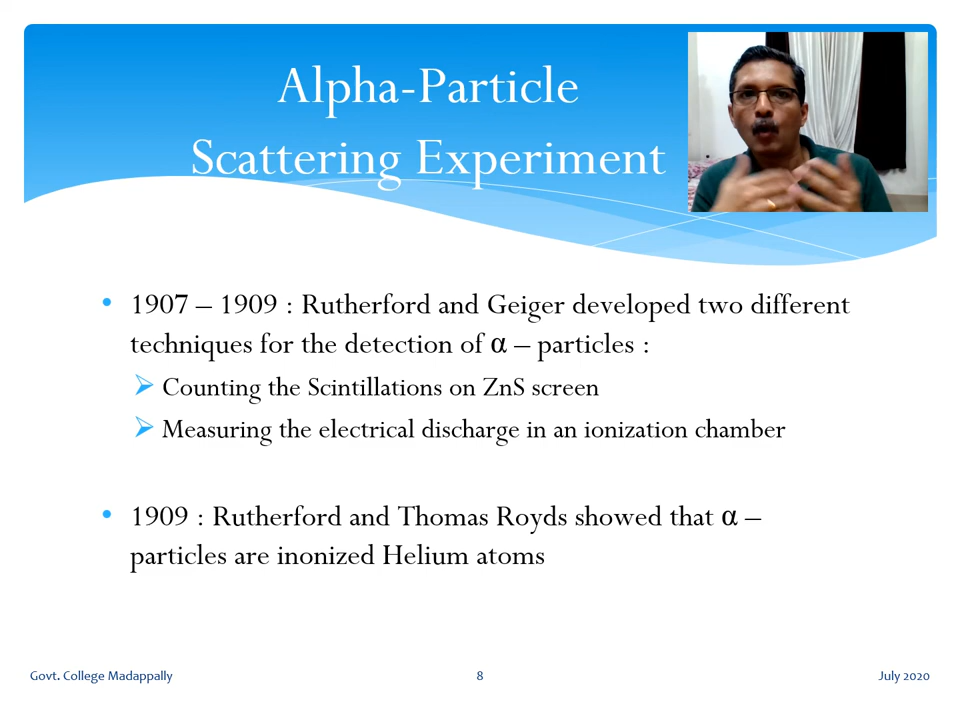 Alpha-Particle
Scattering Experiment
• 1907 – 1909 : Rutherford and Geiger developed two different
techniques for the detection of α – particles :
➢ Counting the Scintillations on ZnS screen
➢ Measuring the electrical discharge in an ionization chamber
• 1909 : Rutherford and Thomas Royds showed that α –
particles are inonized Helium atoms
Govt. College Madappally
8
July 2020